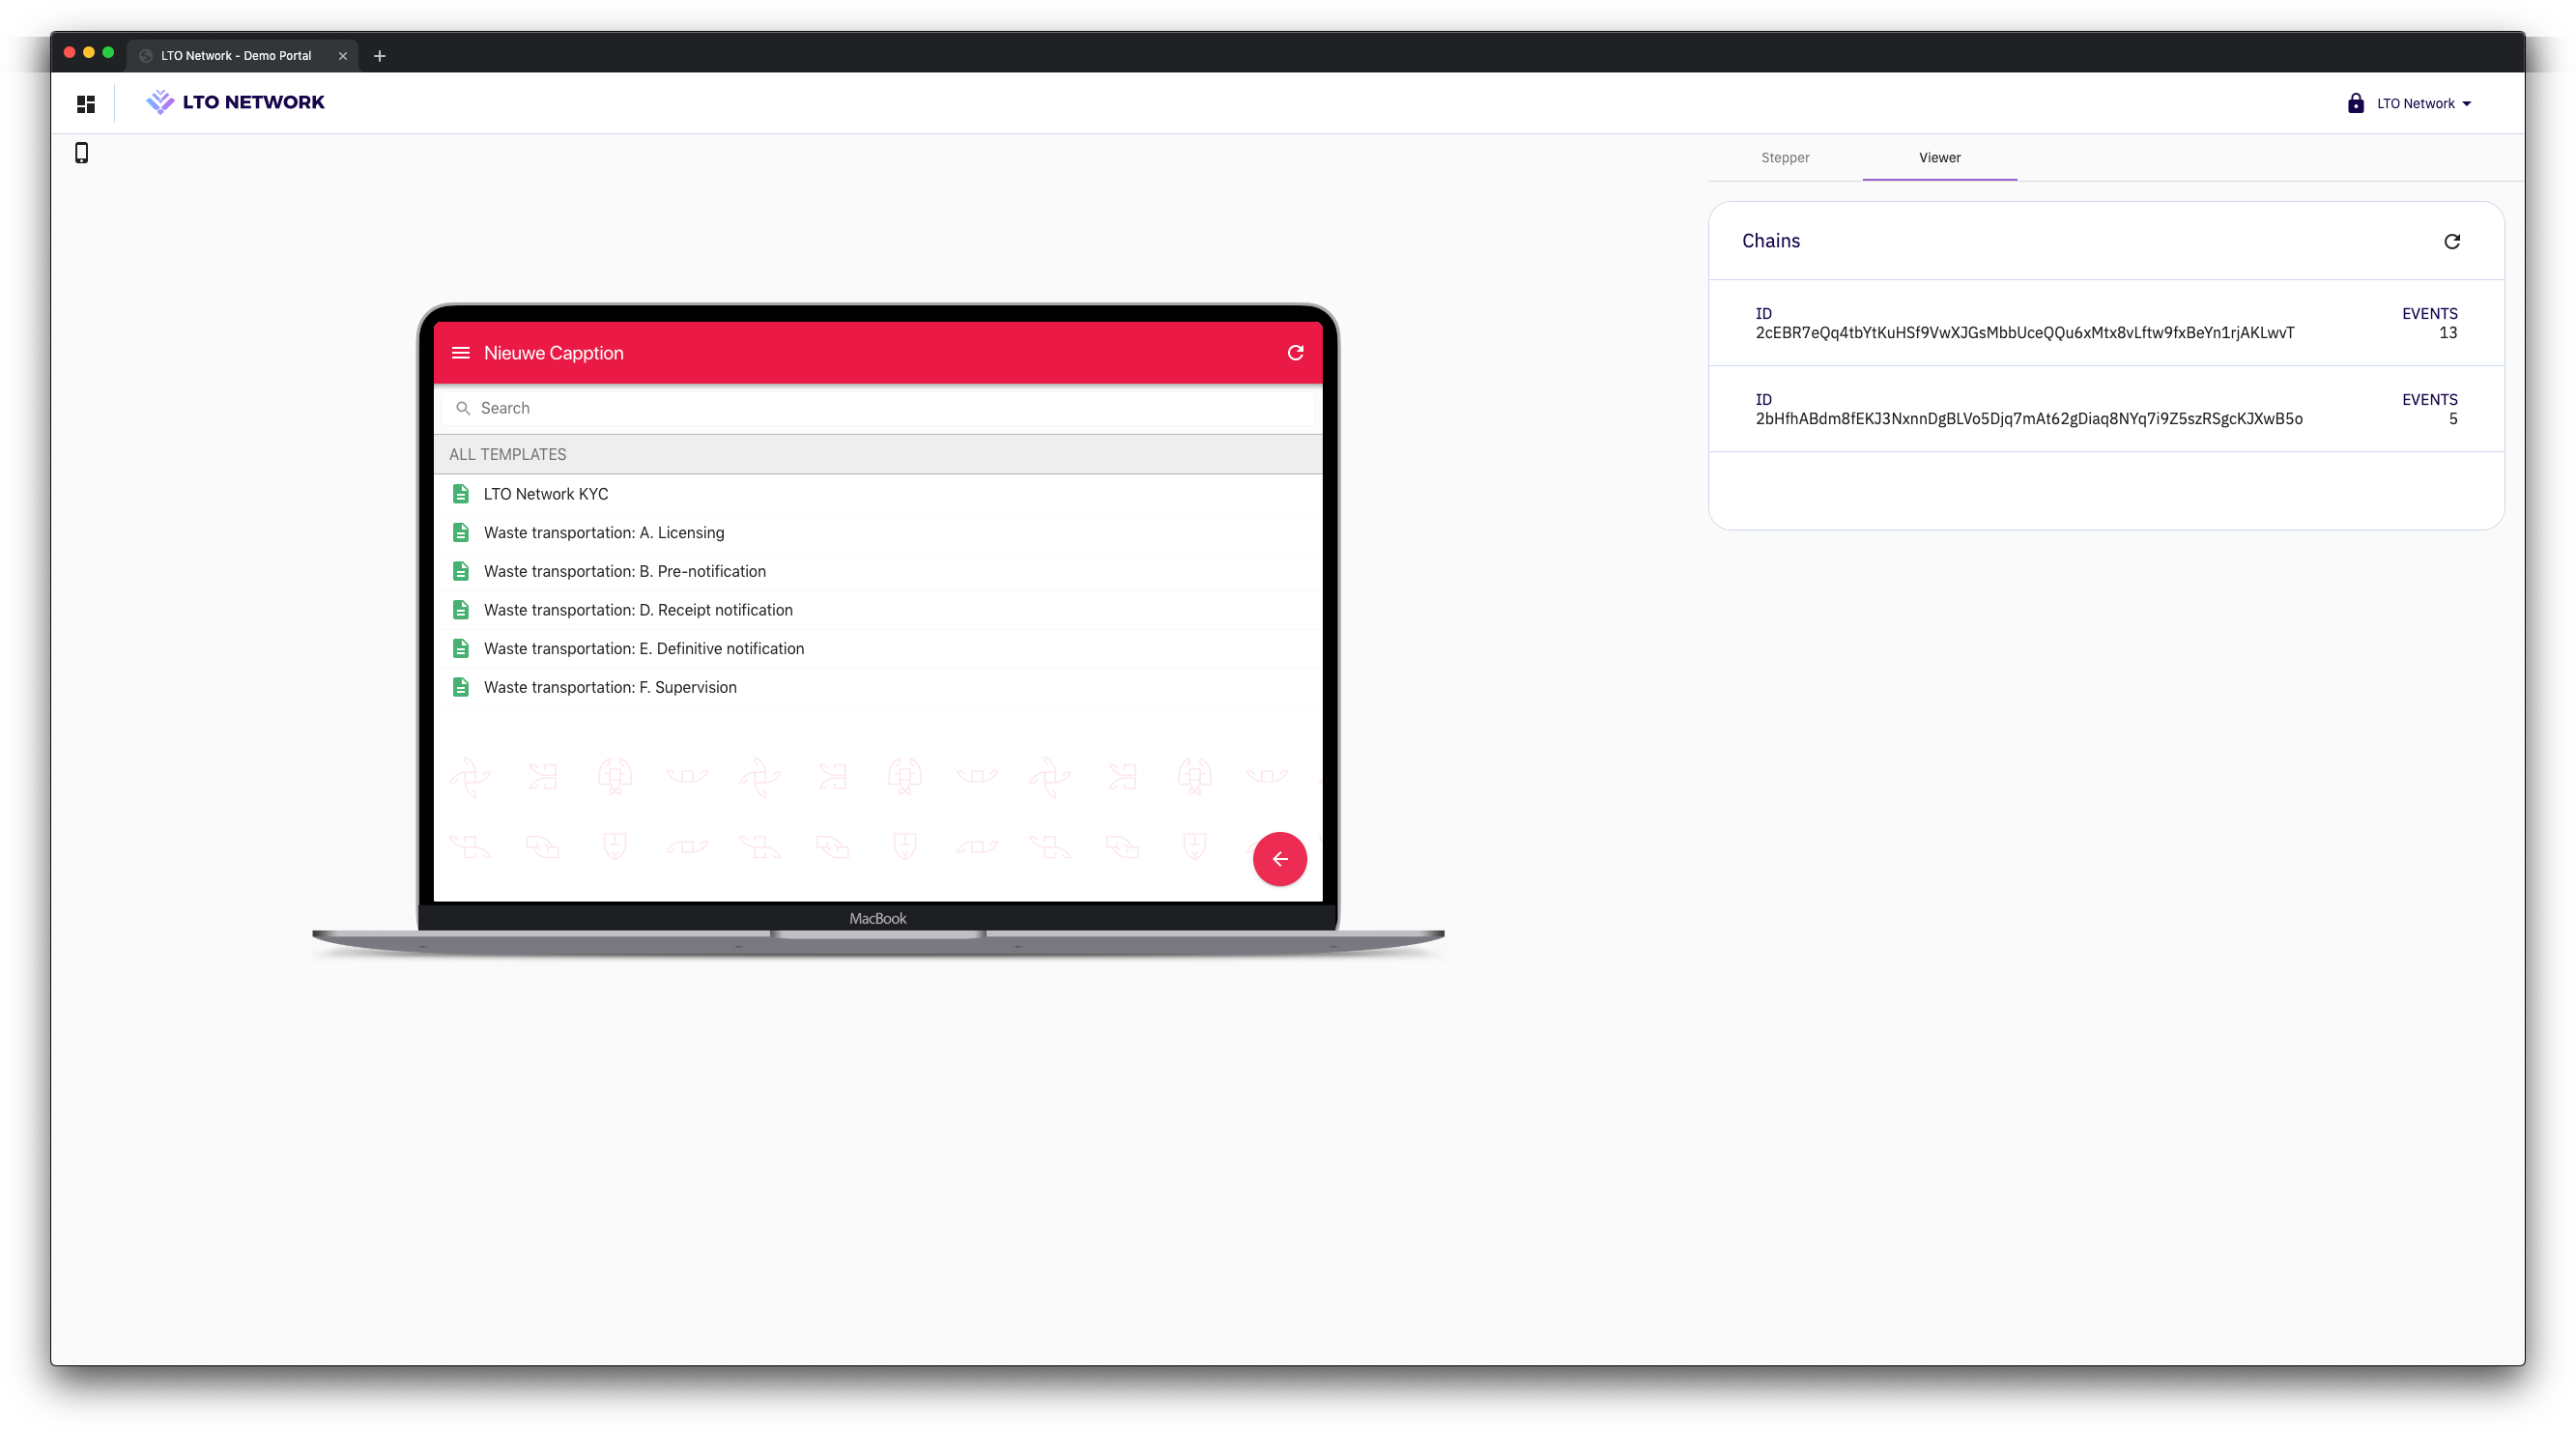 LTO Network - Demo Portal
LTO NETWORK
LTO Network
Stepper
Viewer
Nieuwe Capption
Search
ALL TEMPLATES
LTO Network KYC
Waste transportation: A. Licensing
Waste transportation: B. Pre-notification
Waste transportation: D. Receipt notification
Waste transportation: E. Definitive notification
Waste transportation: F. Supervision
MacBook
Chains
ID
EVENTS
2cEBR7eQq4tbYtKuHSf9VwXJGsMbbUceQQu6xMtx8vLftw9fxBeYn1rjAKLwvT
13
ID
EVENTS
2bHfhABdm8fEKJ3NxnnDgBLVo5Djq7mAt62gDiaq8NYq7i9Z5szRSgcKJXwB5o
5